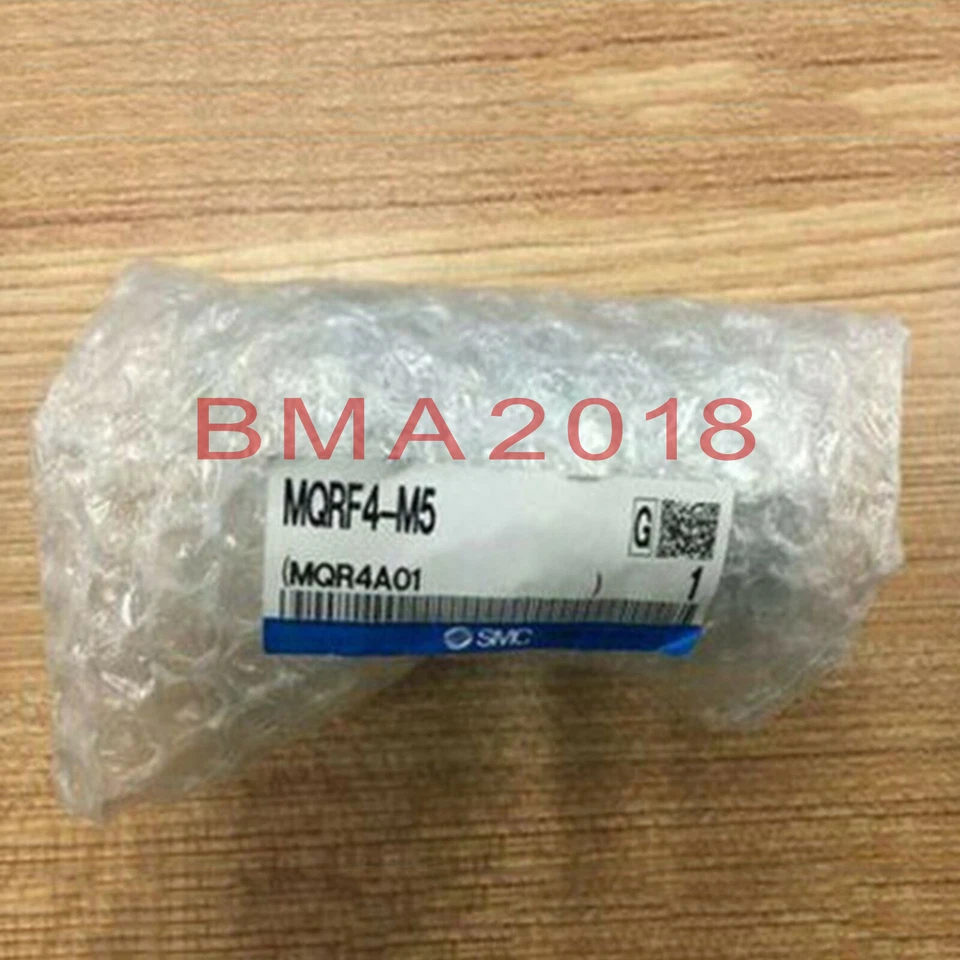 BMA2018
MQRF4-M5
G
(MQR4A01 )
1
SMC